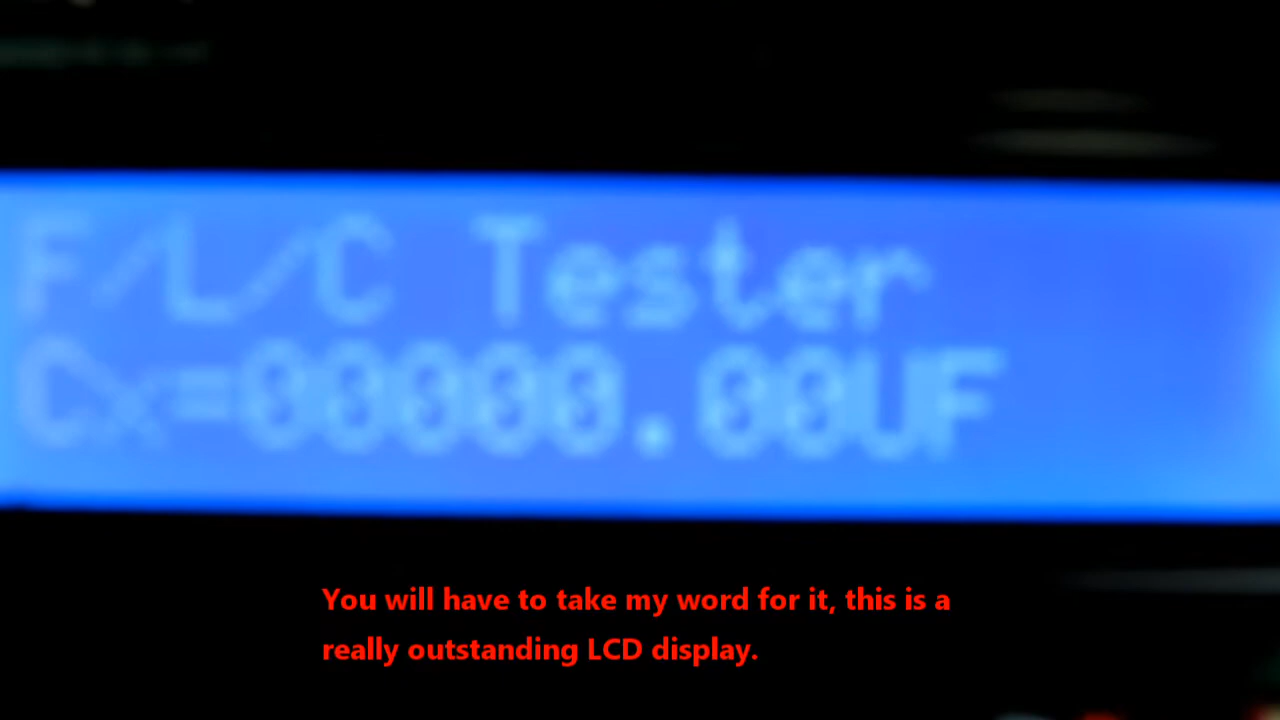 F/L/C Tester
Cx=00000.00UF
You will have to take my word for it, this is a
really outstanding LCD display.